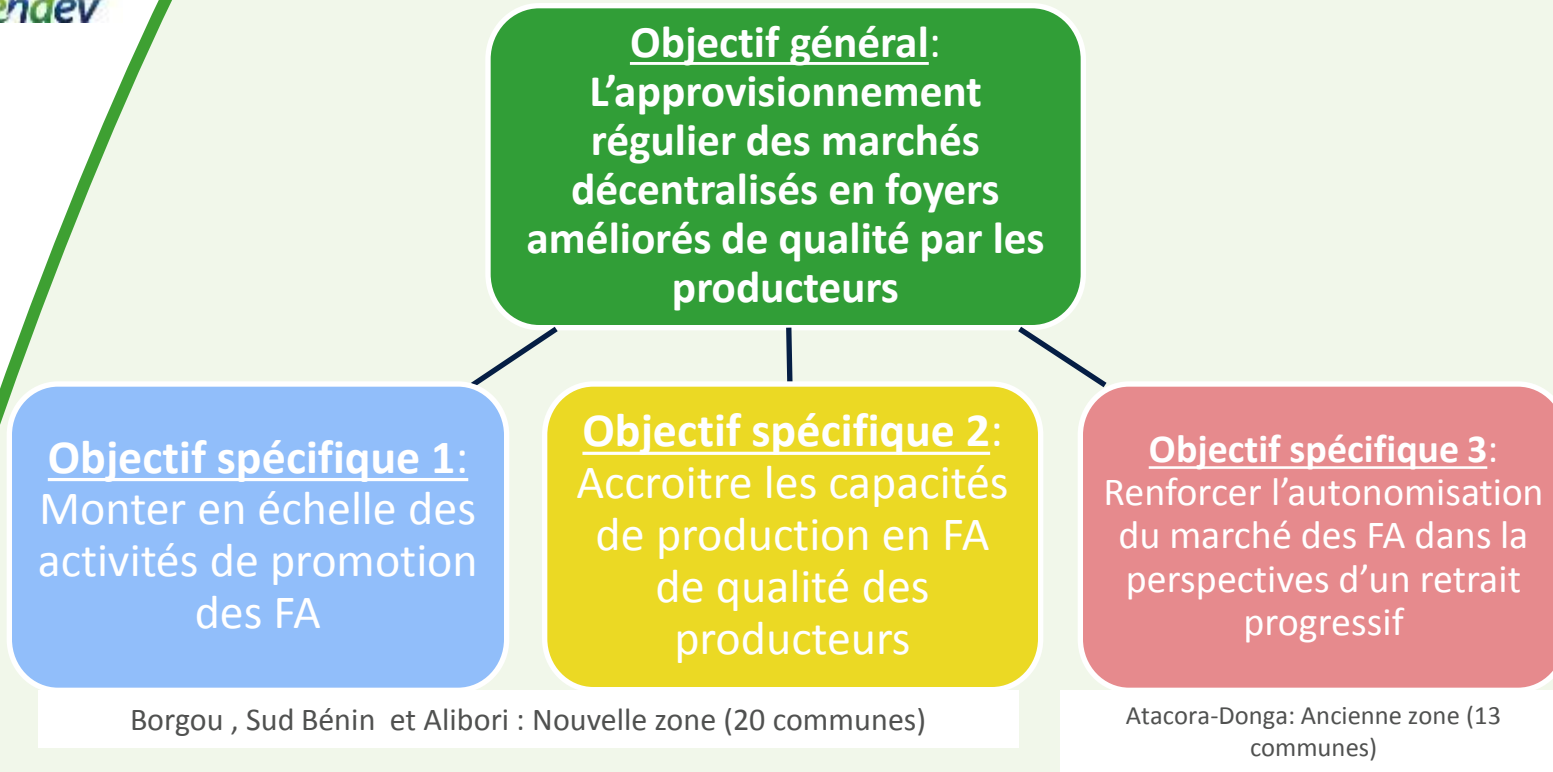 Objectif général:
L'approvisionnement
régulier des marchés
décentralisés en foyers
améliorés de qualité par les
producteurs
Objectif spécifique 1:
Monter en échelle des
activités de promotion
des FA
Objectif spécifique 2:
Accroitre les capacités
de production en FA
de qualité des
producteurs
Objectif spécifique 3:
Renforcer l'autonomisation
du marché des FA dans la
perspectives d'un retrait
progressif
Borgou , Sud Bénin et Alibori : Nouvelle zone (20 communes)
Atacora-Donga: Ancienne zone (13
communes)